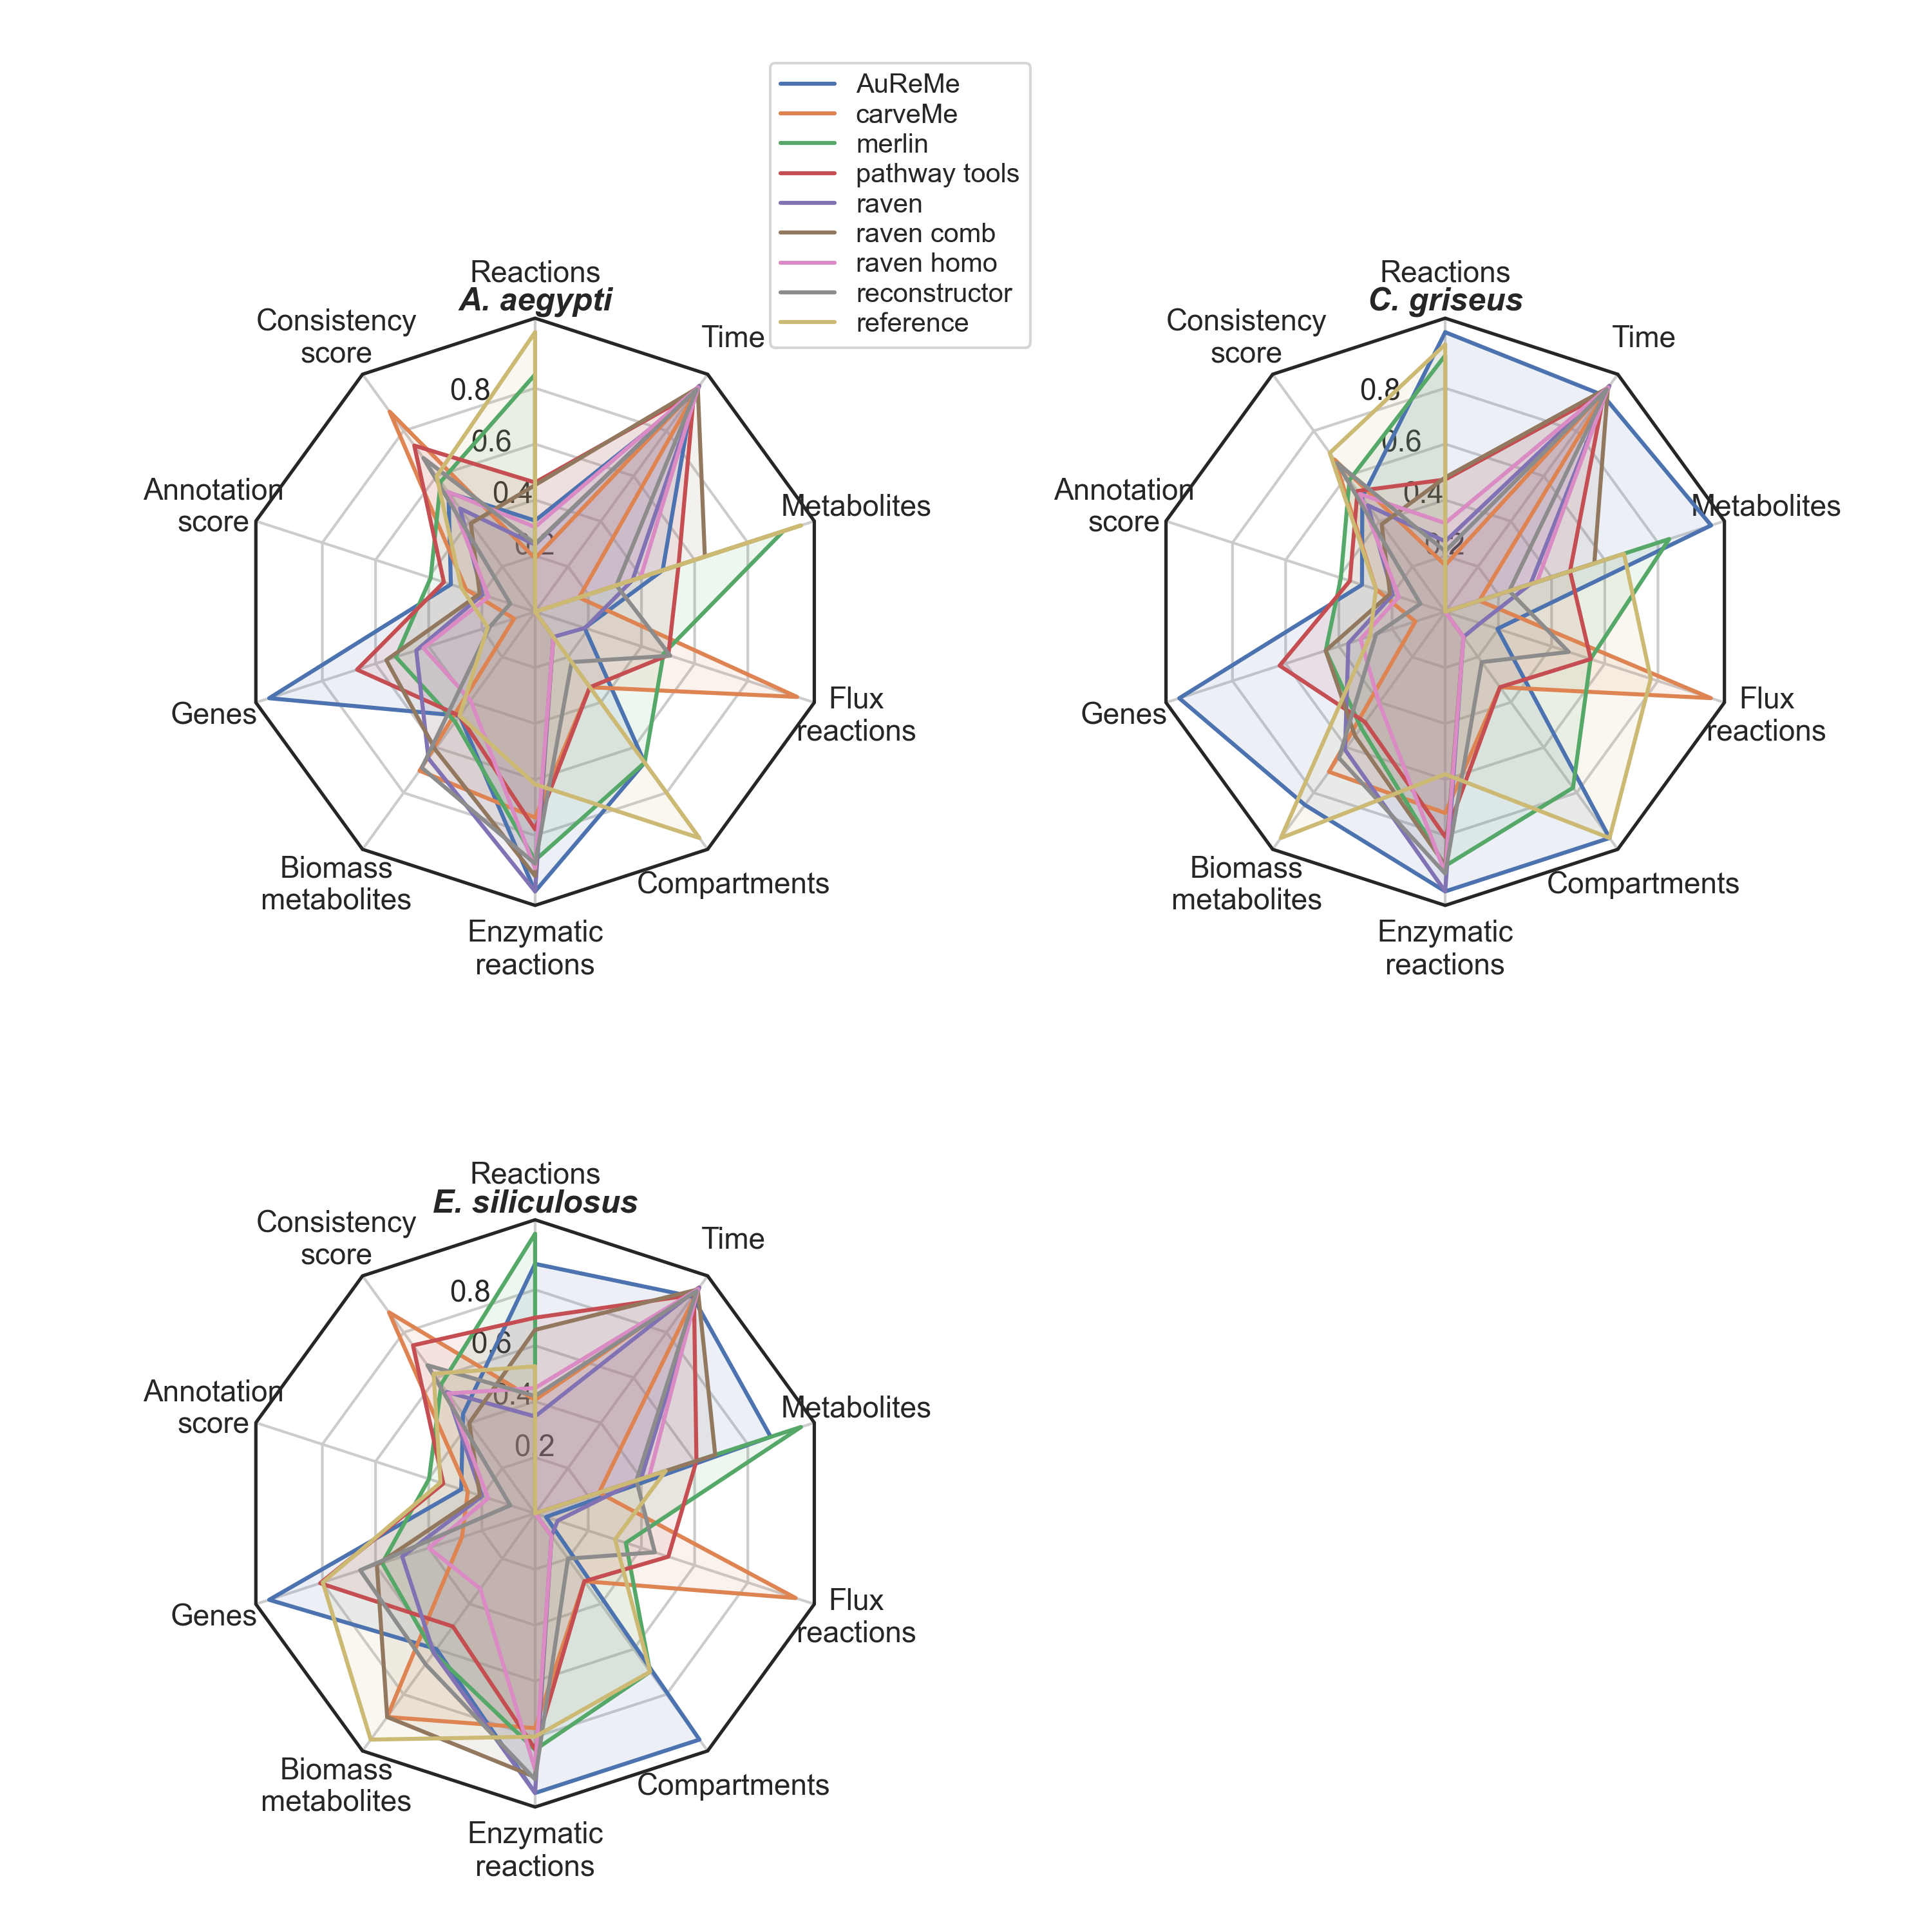 AuReMe
carveMe
merlin
pathway tools
raven
raven comb
raven homo
reconstructor
reference
Reactions
A. aegypti
Consistency
score
Time
0.8
0.6
0.4
0.2
Annotation
score
Metabolites
Genes
Flux
reactions
Biomass
metabolites
Compartments
Enzymatic
reactions
Reactions
C. griseus
Consistency
score
Time
0.8
0.6
0.4
0.2
Annotation
score
Metabolites
Genes
Flux
reactions
Biomass
metabolites
Compartments
Enzymatic
reactions
Reactions
E. siliculosus
Consistency
score
Time
0.8
0.6
0.4
0.2
Annotation
score
Metabolites
Genes
Flux
reactions
Biomass
metabolites
Compartments
Enzymatic
reactions